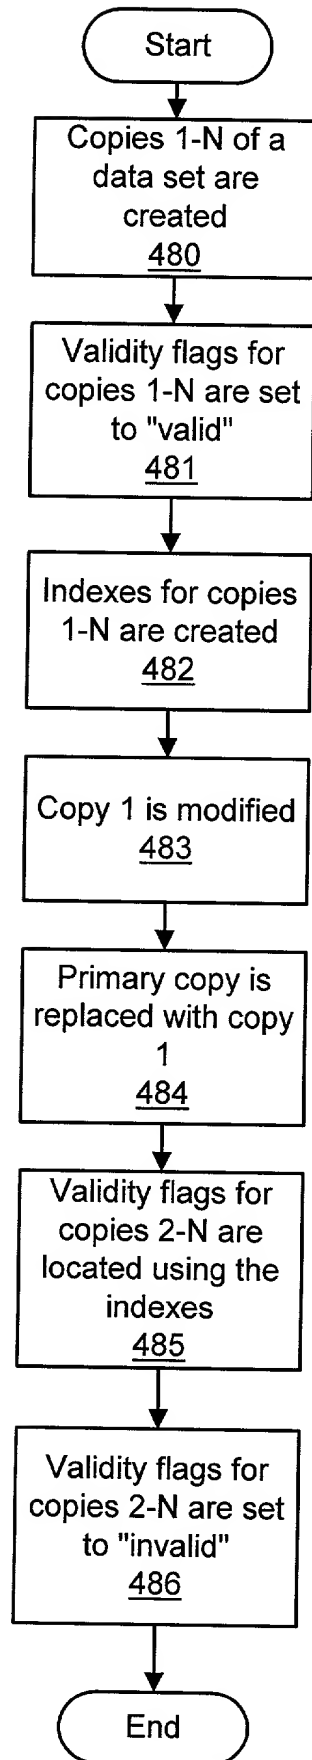 Start
Copies 1-N of a
data set are
created
480
Validity flags for
copies 1-N are set
to "valid"
481
Indexes for copies
1-N are created
482
Copy 1 is modified
483
Primary copy is
replaced with copy
1
484
Validity flags for
copies 2-N are
located using the
indexes
485
Validity flags for
copies 2-N are set
to "invalid"
486
End